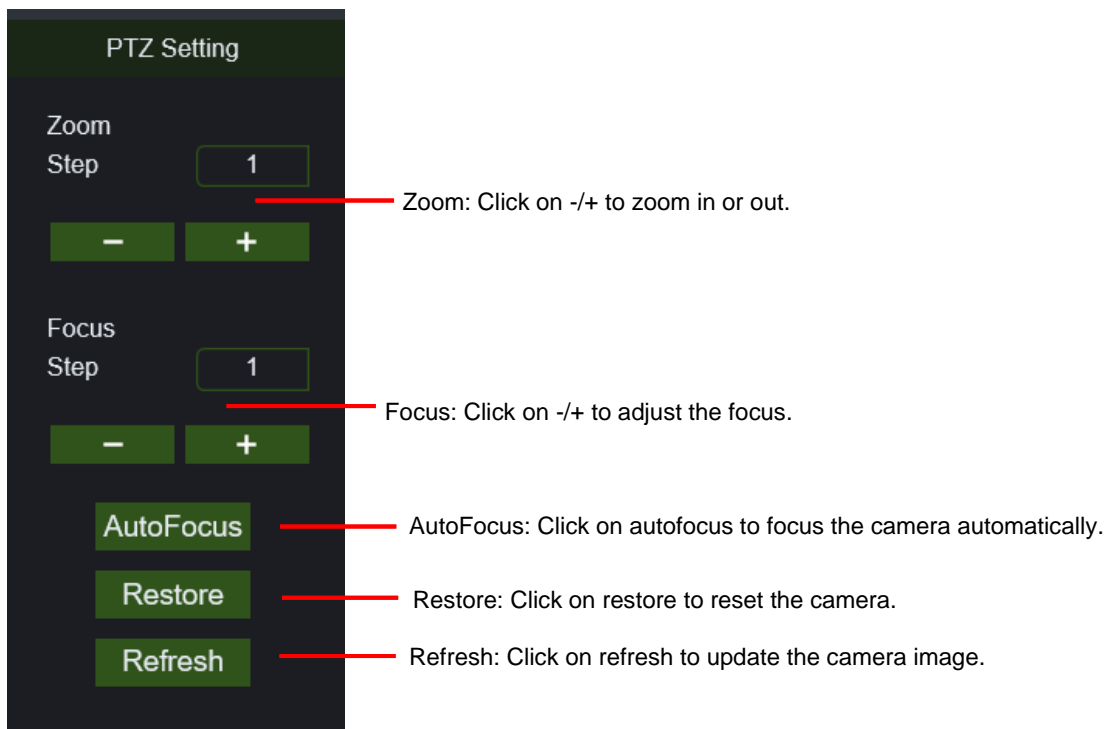 PTZ Setting
Zoom
Step 1
Zoom: Click on -/+ to zoom in or out.
− +
Focus
Step 1
Focus: Click on -/+ to adjust the focus.
− +
AutoFocus
AutoFocus: Click on autofocus to focus the camera automatically.
Restore
Restore: Click on restore to reset the camera.
Refresh
Refresh: Click on refresh to update the camera image.